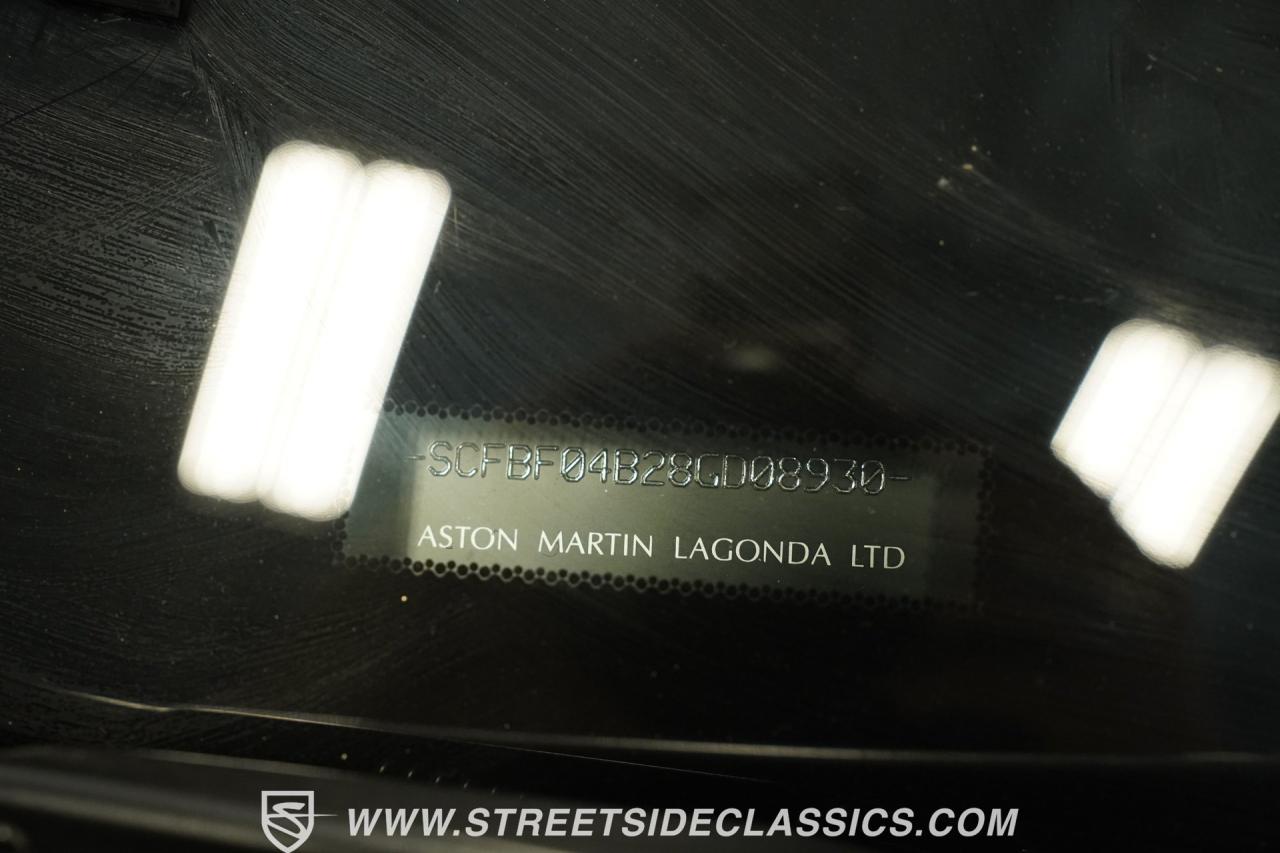 -SCFBF04B28GD08930-
ASTON MARTIN LAGONDA LTD
WWW.STREETSIDECLASSICS.COM